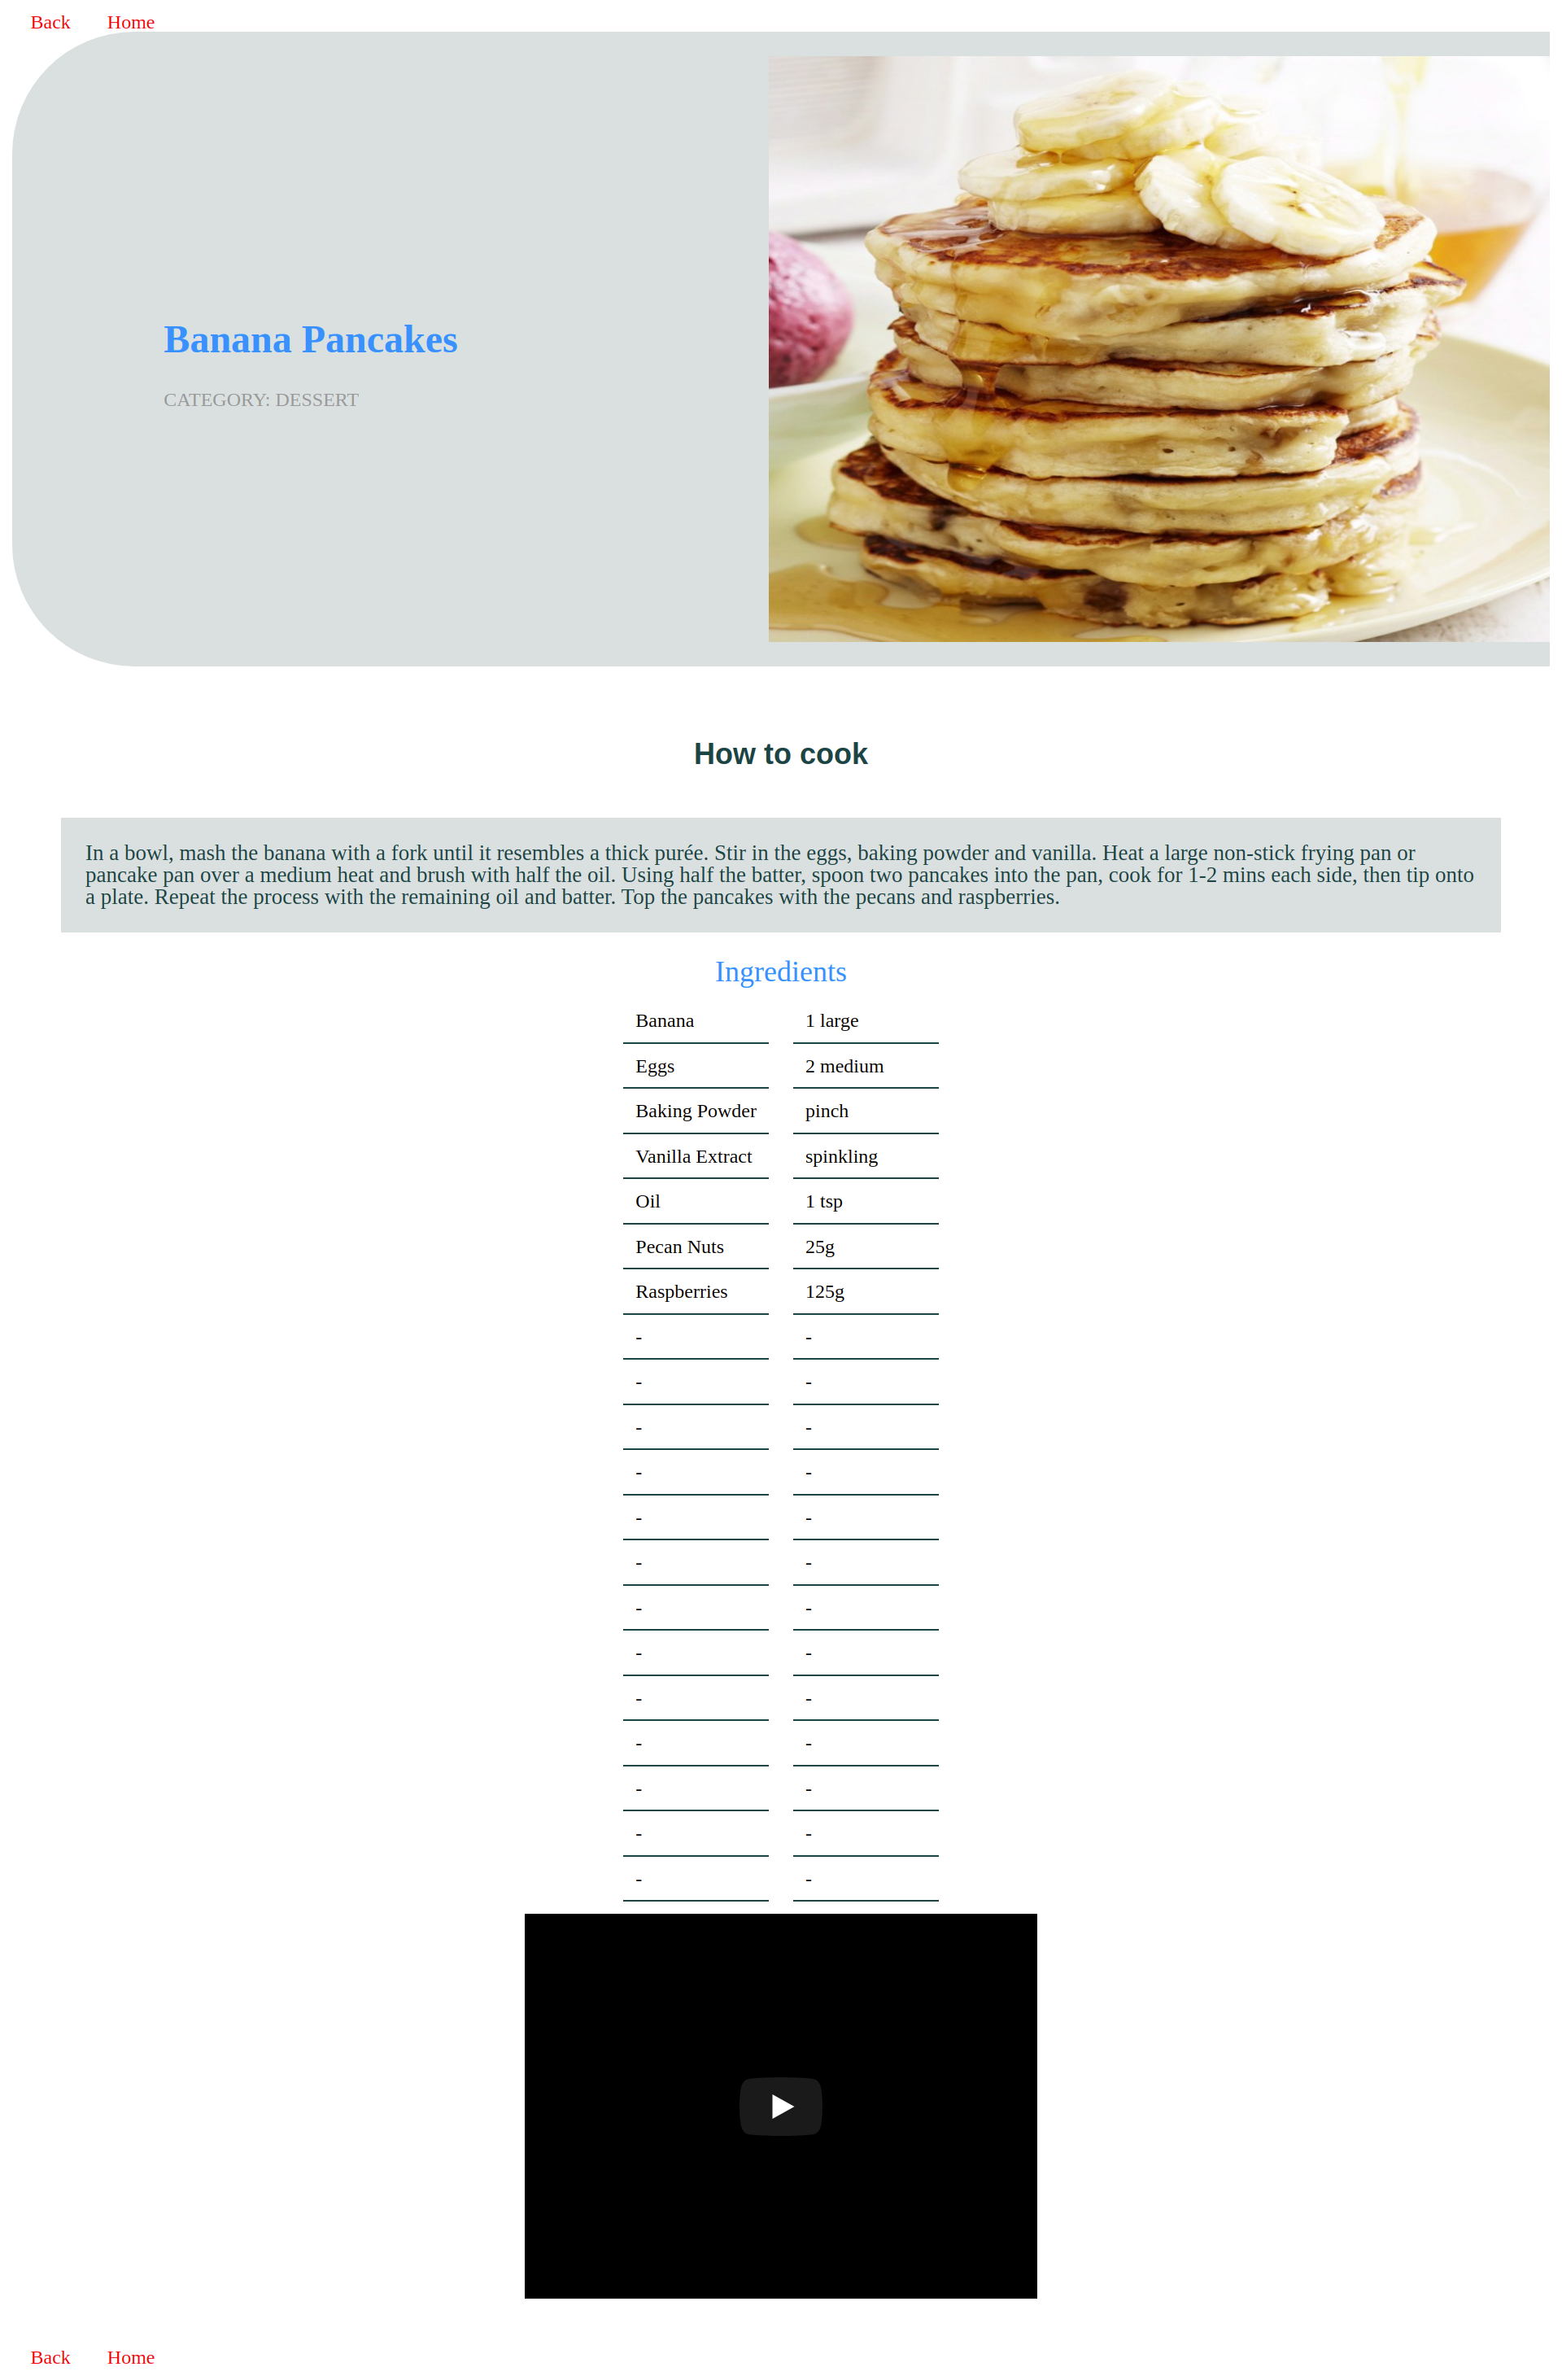 Back Home
Banana Pancakes
CATEGORY: DESSERT
How to cook
In a bowl, mash the banana with a fork until it resembles a thick purée. Stir in the eggs, baking powder and vanilla. Heat a large non-stick frying pan or
pancake pan over a medium heat and brush with half the oil. Using half the batter, spoon two pancakes into the pan, cook for 1-2 mins each side, then tip onto
a plate. Repeat the process with the remaining oil and batter. Top the pancakes with the pecans and raspberries.
Ingredients
Banana 1 large
Eggs 2 medium
Baking Powder pinch
Vanilla Extract spinkling
Oil 1 tsp
Pecan Nuts 25g
Raspberries 125g
- -
- -
- -
- -
- -
- -
- -
- -
- -
- -
- -
- -
- -
Back Home